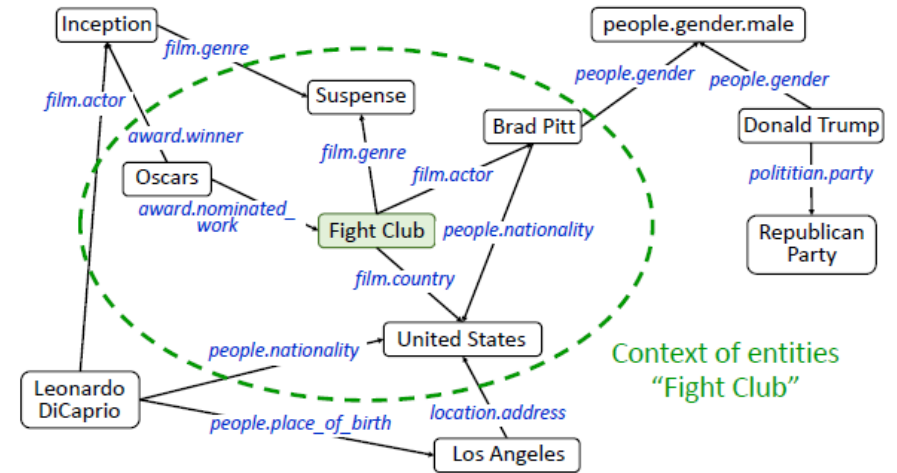 Inception
people.gender.male
film.genre
people.gender
people.gender
film.actor
Suspense
award.winner
Brad Pitt
Donald Trump
film.genre
Oscars
film.actor
polititian.party
award.nominated_
work
Fight Club
people.nationality
Republican
Party
film.country
United States
people.nationality
Context of entities
“Fight Club”
Leonardo
DiCaprio
location.address
people.place_of_birth
Los Angeles